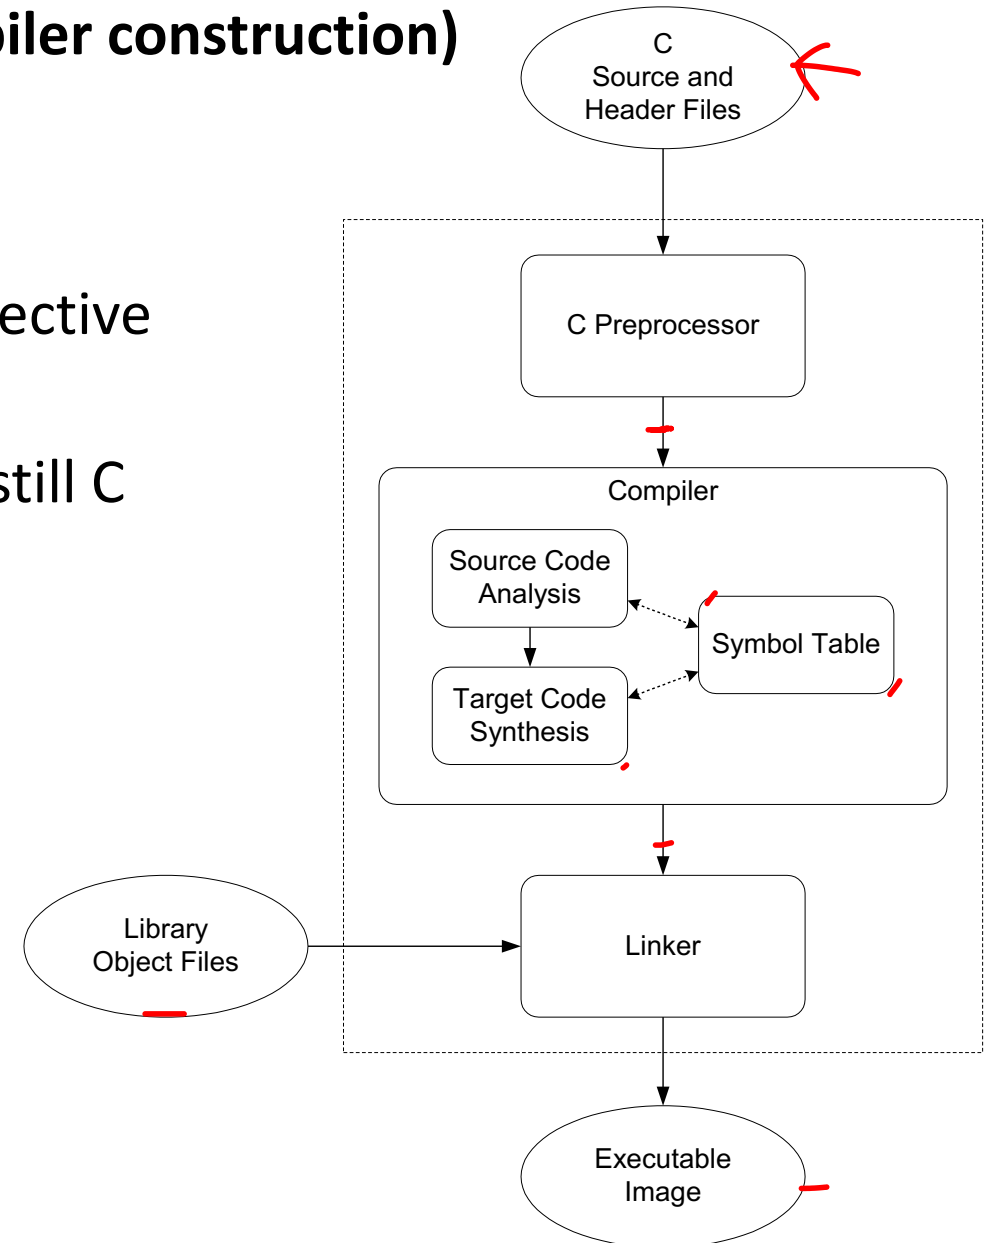 piler construction)
C
Source and
Header Files
ective
C Preprocessor
still C
Compiler
Source Code
Analysis
Symbol Table
Target Code
Synthesis
Library
Object Files
Linker
Executable
Image